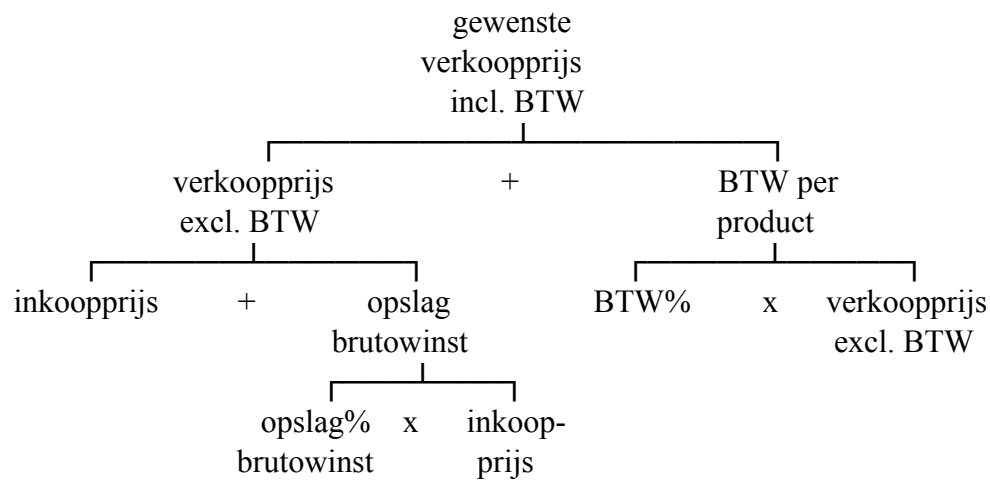 gewenste
verkoopprijs
incl. BTW
verkoopprijs + BTW per
excl. BTW product
inkoopprijs + opslag BTW% x verkoopprijs
brutowinst excl. BTW
opslag% x inkoop-
brutowinst prijs